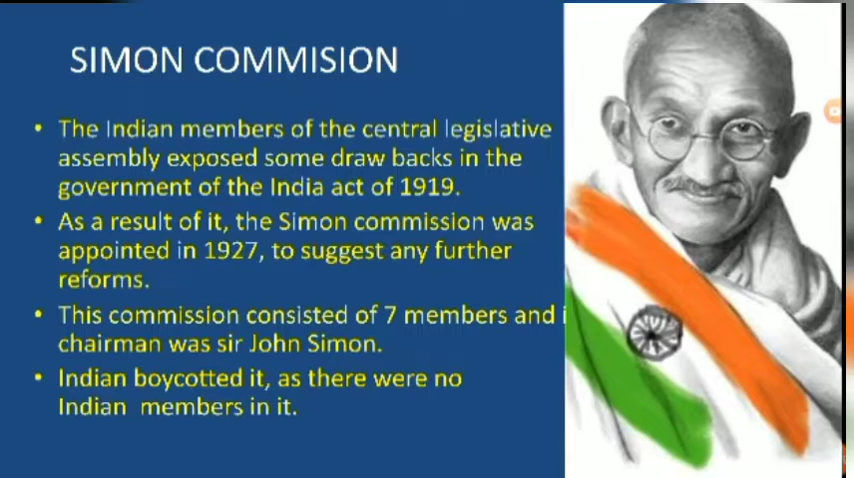 SIMON COMMISION
• The Indian members of the central legislative
assembly exposed some draw backs in the
government of the India act of 1919.
• As a result of it, the Simon commission was
appointed in 1927, to suggest any further
reforms.
• This commission consisted of 7 members and
chairman was sir John Simon.
• Indian boycotted it, as there were no
Indian members in it.